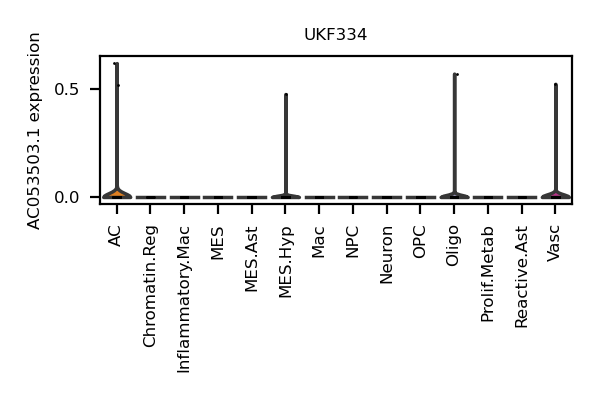 UKF334
AC053503.1 expression
0.5
0.0
AC
Chromatin.Reg
Inflammatory.Mac
MES
MES.Ast
MES.Hyp
Mac
NPC
Neuron
OPC
Oligo
Prolif.Metab
Reactive.Ast
Vasc